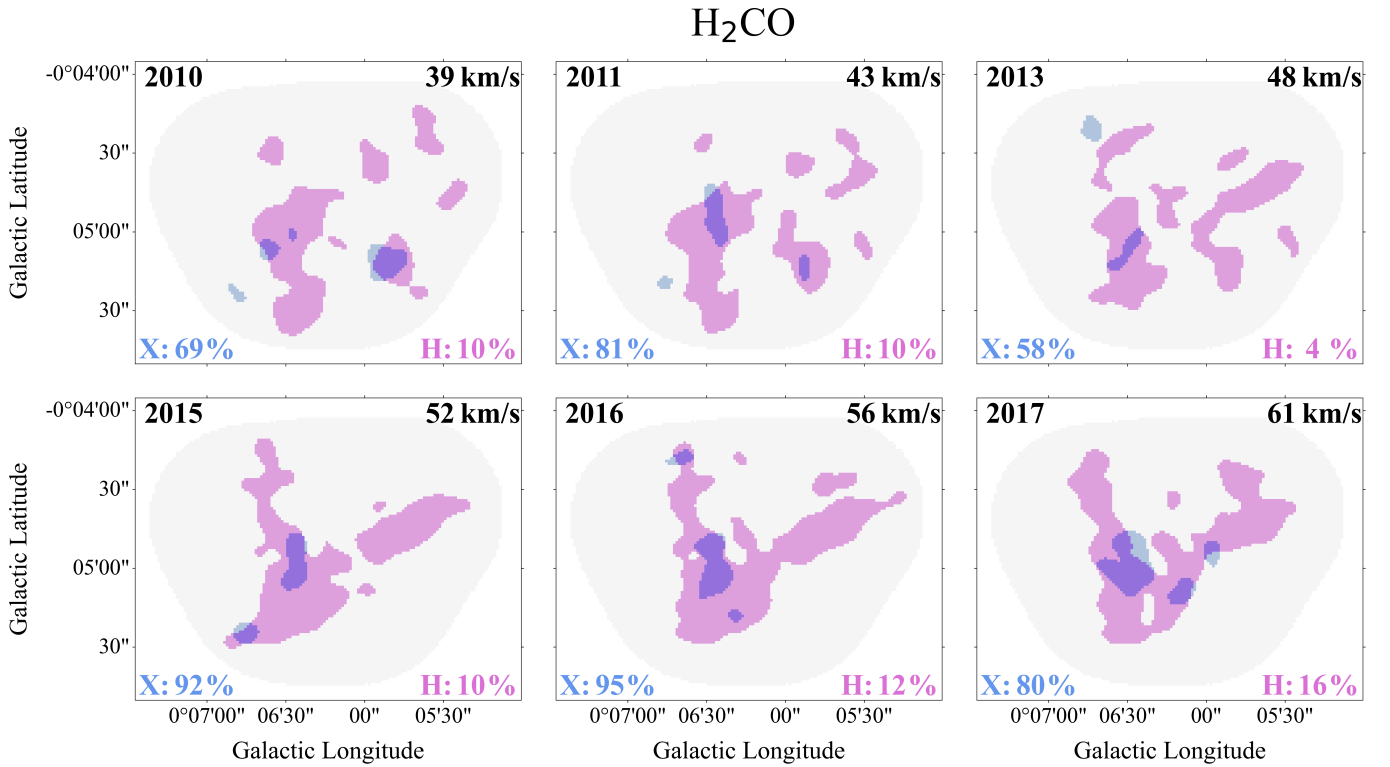 H₂CO
2010 39 km/s
2011 43 km/s
2013 48 km/s
-0°04'00"
30"
05'00"
30"
Galactic Latitude
X: 69% H: 10%
X: 81% H: 10%
X: 58% H: 4 %
2015 52 km/s
2016 56 km/s
2017 61 km/s
-0°04'00"
30"
05'00"
30"
Galactic Latitude
X: 92% H: 10%
X: 95% H: 12%
X: 80% H: 16%
0°07'00" 06'30" 00" 05'30"
0°07'00" 06'30" 00" 05'30"
0°07'00" 06'30" 00" 05'30"
Galactic Longitude
Galactic Longitude
Galactic Longitude